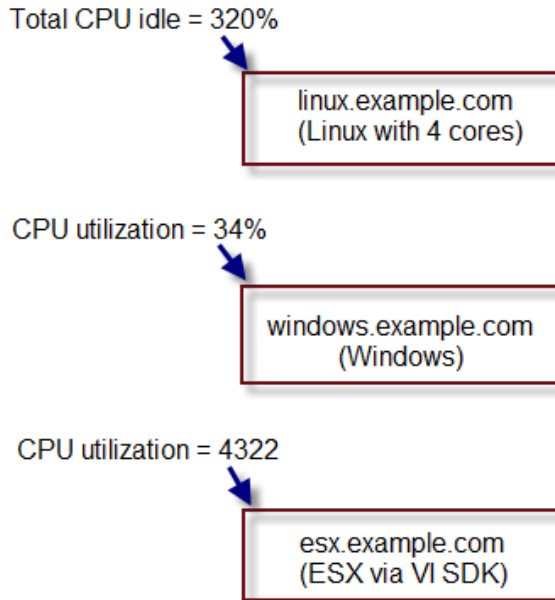 Total CPU idle = 320%
linux.example.com
(Linux with 4 cores)
CPU utilization = 34%
windows.example.com
(Windows)
CPU utilization = 4322
esx.example.com
(ESX via VI SDK)